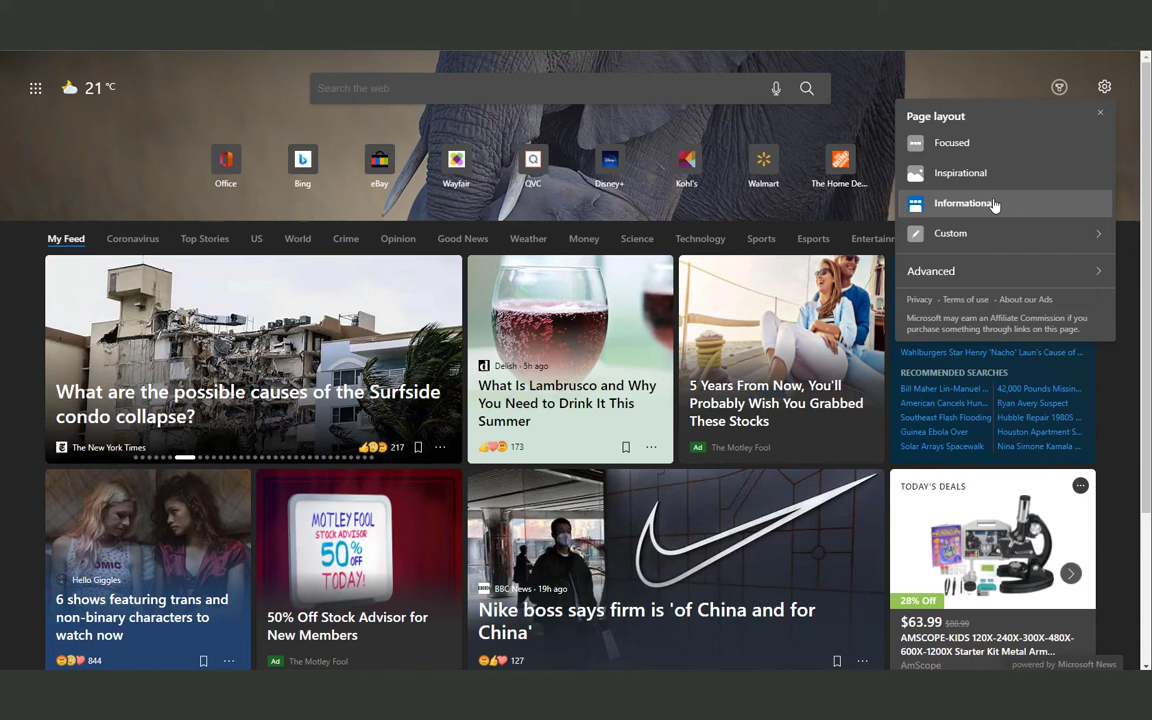 21 °C
Search the web
Office
Bing
eBay
Wayfair
QVC
Disney+
Kohl's
Walmart
The Home De...
Page layout
Focused
Inspirational
Informational
Custom
Advanced
Privacy • Terms of use • About our Ads
Microsoft may earn an Affiliate Commission if you
purchase something through links on this page.
My Feed Coronavirus Top Stories US World Crime Opinion Good News Weather Money Science Technology Sports Esports Entertainn
What are the possible causes of the Surfside
condo collapse?
The New York Times
217
Delish · 5h ago
What Is Lambrusco and Why
You Need to Drink It This
Summer
173
5 Years From Now, You'll
Probably Wish You Grabbed
These Stocks
Ad The Motley Fool
Wahlburgers Star Henry 'Nacho' Laun's Cause of ...
RECOMMENDED SEARCHES
Bill Maher Lin-Manuel ... 42,000 Pounds Missin...
American Cancels Hun... Ryan Avery Suspect
Southeast Flash Flooding Hubble Repair 1980S ...
Guinea Ebola Over Houston Apartment S...
Solar Arrays Spacewalk Nina Simone Kamala ...
Hello Giggles
6 shows featuring trans and
non-binary characters to
watch now
844
MOTLEY FOOL
STOCK ADVISOR
50%
OFF
TODAY!
50% Off Stock Advisor for
New Members
Ad The Motley Fool
BBC News · 19h ago
Nike boss says firm is 'of China and for
China'
127
TODAY'S DEALS
28% Off
$63.99 $88.99
AMSCOPE-KIDS 120X-240X-300X-480X-
600X-1200X Starter Kit Metal Arm...
AmScope
powered by Microsoft News